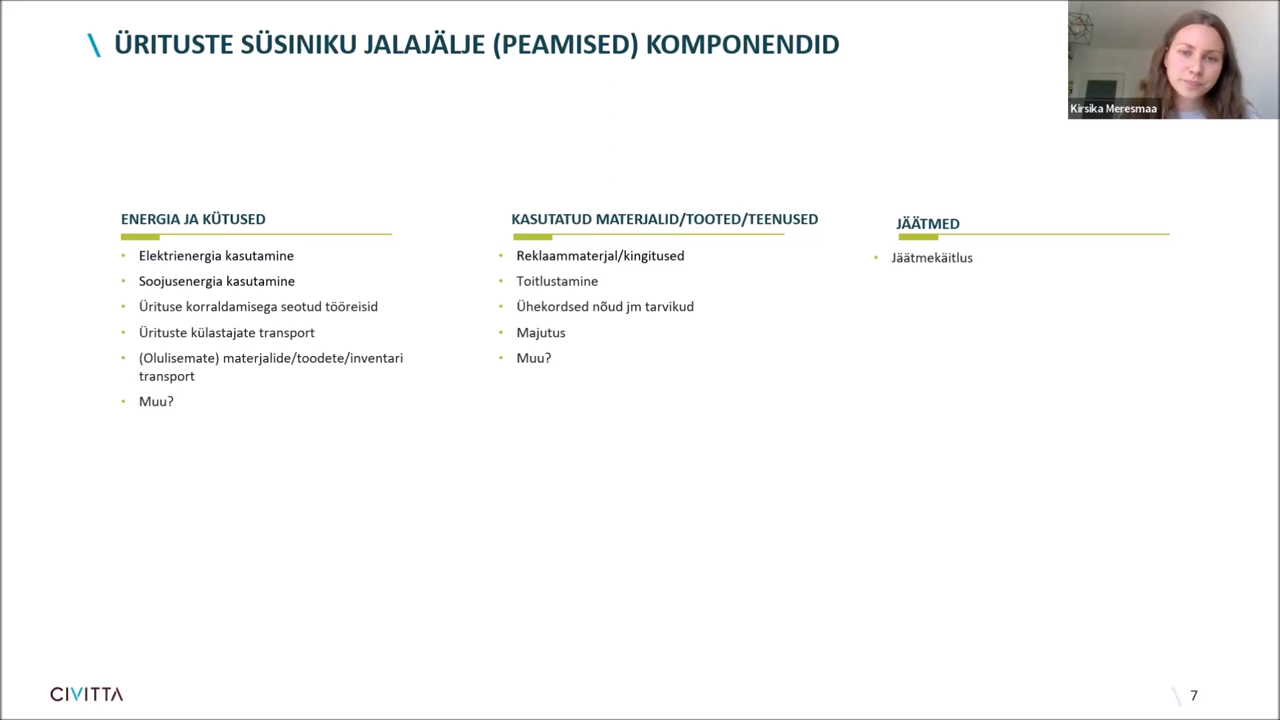 \ ÜRITUSTE SÜSINIKU JALAJÄLJE (PEAMISED) KOMPONENDID
Kirsika Meresmaa
ENERGIA JA KÜTUSED
• Elektrienergia kasutamine
• Soojusenergia kasutamine
• Ürituse korraldamisega seotud tööreisid
• Ürituste külastajate transport
• (Olulisemate) materjalide/toodete/inventari
transport
• Muu?
KASUTATUD MATERJALID/TOOTED/TEENUSED
• Reklaammaterjal/kingitused
• Toitlustamine
• Ühekordsed nõud jm tarvikud
• Majutus
• Muu?
JÄÄTMED
• Jäätmekäitlus
CIVITTA
\ 7